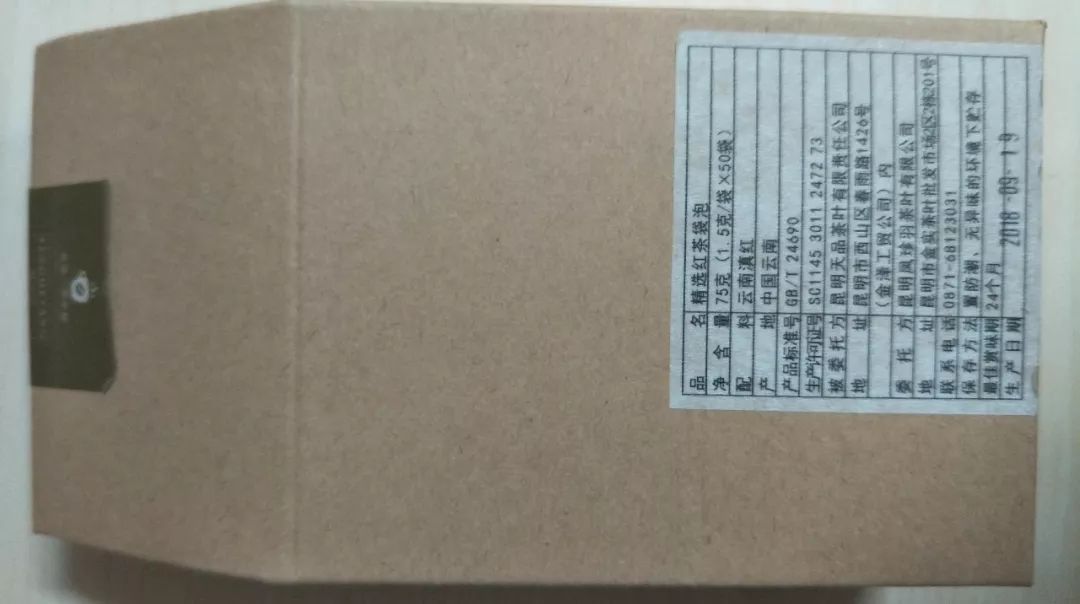 品名 精选红茶袋泡
净含量 75克(1.5克/袋×50袋)
配料 云南滇红
产地 中国云南
产品标准号 GB/T 24690
生产许可证号 SC1145 3011 2472 73
被委托方 昆明天品茶叶有限责任公司
地址 昆明市西山区春雨路1426号
(金泽工贸公司)内
委托方 昆明凤珍羽茶叶有限公司
地址 昆明市金实茶叶批发市场2区2栋201号
联系电话 0871-68123031
保存方法 置防潮、无异味的环境下贮存
最佳赏味期 24个月
生产日期 2018-09-19